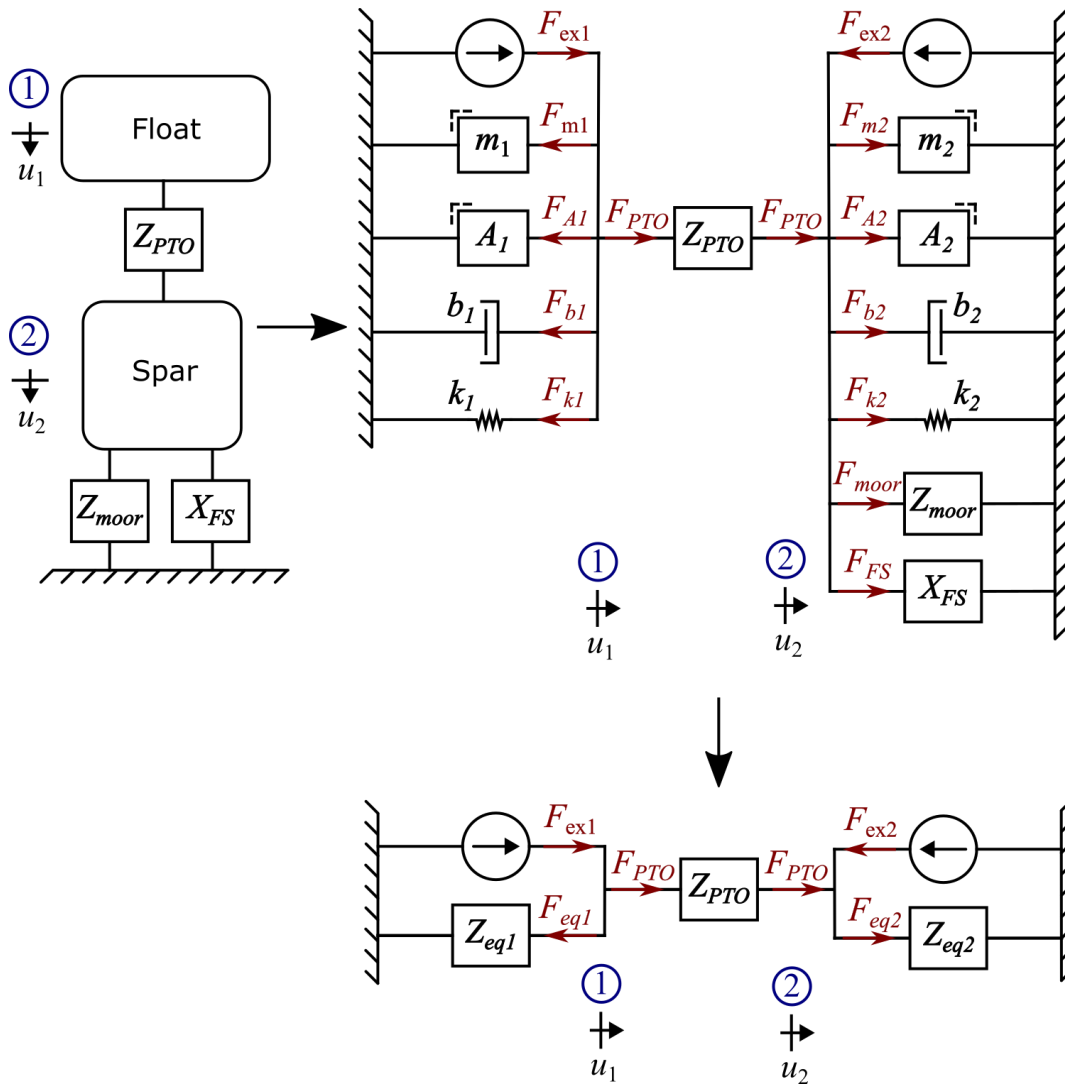 1
u1
Float
ZPTO
2
u2
Spar
Zmoor
XFS
Fex1
Fm1
m1
FA1
A1
FPTO
ZPTO
FPTO
b1
Fb1
k1
Fk1
Fex2
Fm2
m2
FA2
A2
Fb2
b2
Fk2
k2
Fmoor
Zmoor
FFS
XFS
1
u1
2
u2
Fex1
Feq1
Zeq1
FPTO
ZPTO
FPTO
Fex2
Feq2
Zeq2
1
u1
2
u2